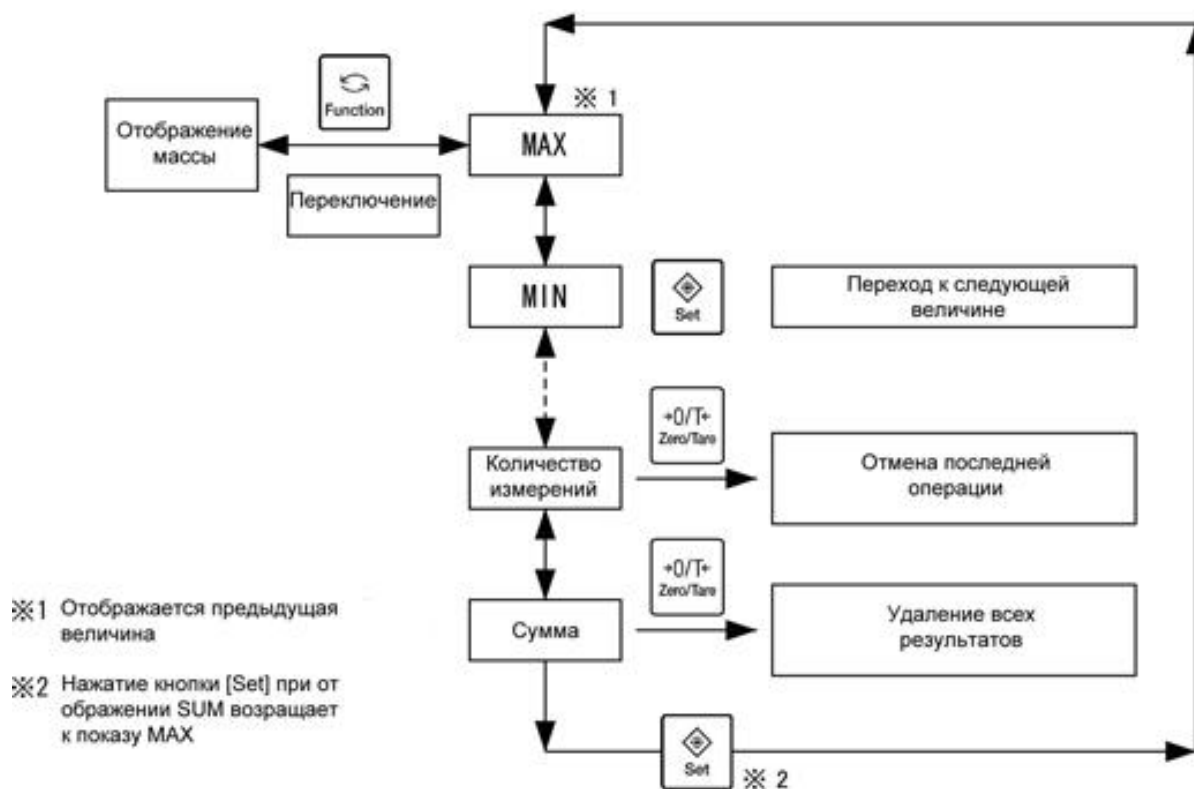 ※ 1
Function
Отображение
массы
MAX
Переключение
MIN
Set
Переход к следующей
величине
→0/T←
Zero/Tare
Количество
измерений
Отмена последней
операции
→0/T←
Zero/Tare
Сумма
Удаление всех
результатов
※1 Отображается предыдущая
величина
※2 Нажатие кнопки [Set] при от
ображении SUM возращает
к показу MAX
Set
※ 2